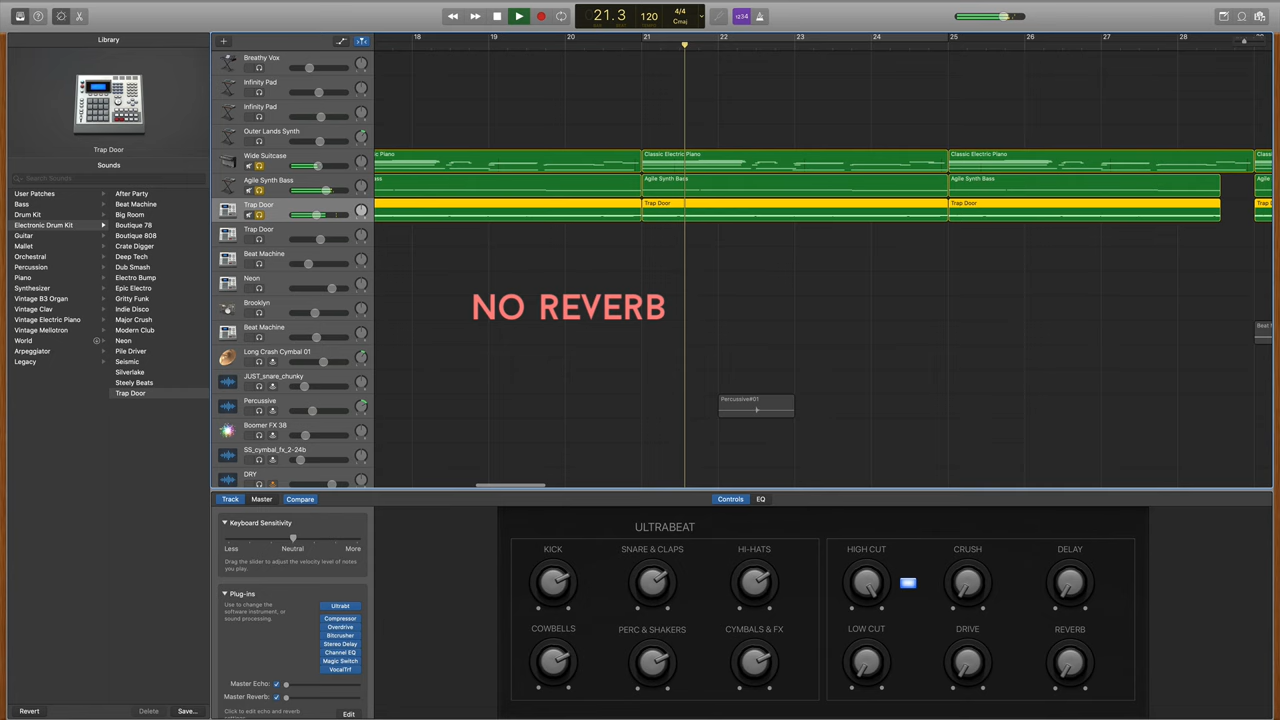 21.3
120
4/4
Cmaj
1234
Library
Trap Door
Sounds
Search Sounds
User Patches
Bass
Drum Kit
Electronic Drum Kit
Guitar
Mallet
Orchestral
Percussion
Piano
Synthesizer
Vintage B3 Organ
Vintage Clav
Vintage Electric Piano
Vintage Mellotron
World
Arpeggiator
Legacy
After Party
Beat Machine
Big Room
Boutique 78
Boutique 808
Crate Digger
Deep Tech
Dub Smash
Electro Bump
Epic Electro
Gritty Funk
Indie Disco
Major Crush
Modern Club
Neon
Pile Driver
Seismic
Silverlake
Steely Beats
Trap Door
Revert
Delete
Save...
18 19 20 21 22 23 24 25 26 27 28
Breathy Vox
Infinity Pad
Infinity Pad
Outer Lands Synth
Wide Suitcase
Agile Synth Bass
Trap Door
Trap Door
Beat Machine
Neon
Brooklyn
Beat Machine
Long Crash Cymbal 01
JUST_snare_chunky
Percussive
Boomer FX 38
SS_cymbal_fx_2-24b
DRY
c Piano
Classic Electric Piano
Classic Electric Piano
Classic
ss
Agile Synth Bass
Agile Synth Bass
Agile
Trap Door
Trap Door
Trap D
NO REVERB
Beat M
Percussive#01
Track
Master
Compare
Controls
EQ
Keyboard Sensitivity
Less
Neutral
More
Drag the slider to adjust the velocity level of notes
you play.
Plug-ins
Use to change the
software instrument, or
sound processing.
Ultrabt
Compressor
Overdrive
Bitcrusher
Stereo Delay
Channel EQ
Magic Switch
VocalTrf
Master Echo:
Master Reverb:
Click to edit echo and reverb
Edit
ULTRABEAT
KICK
SNARE & CLAPS
HI-HATS
HIGH CUT
CRUSH
DELAY
COWBELLS
PERC & SHAKERS
CYMBALS & FX
LOW CUT
DRIVE
REVERB